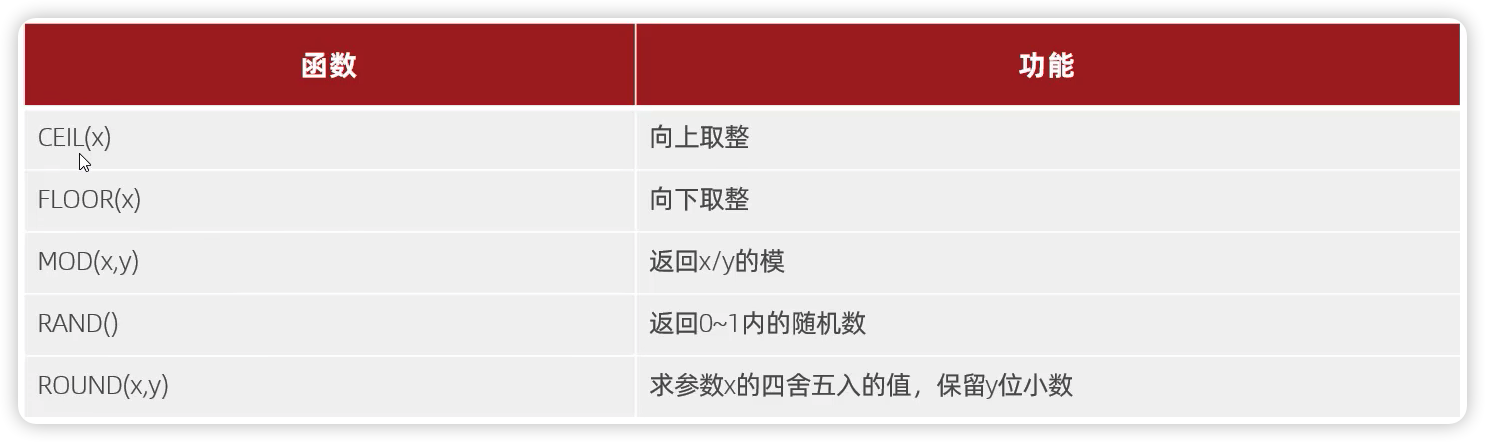 函数 功能
CEIL(x) 向上取整
FLOOR(x) 向下取整
MOD(x,y) 返回x/y的模
RAND() 返回0~1内的随机数
ROUND(x,y) 求参数x的四舍五入的值，保留y位小数